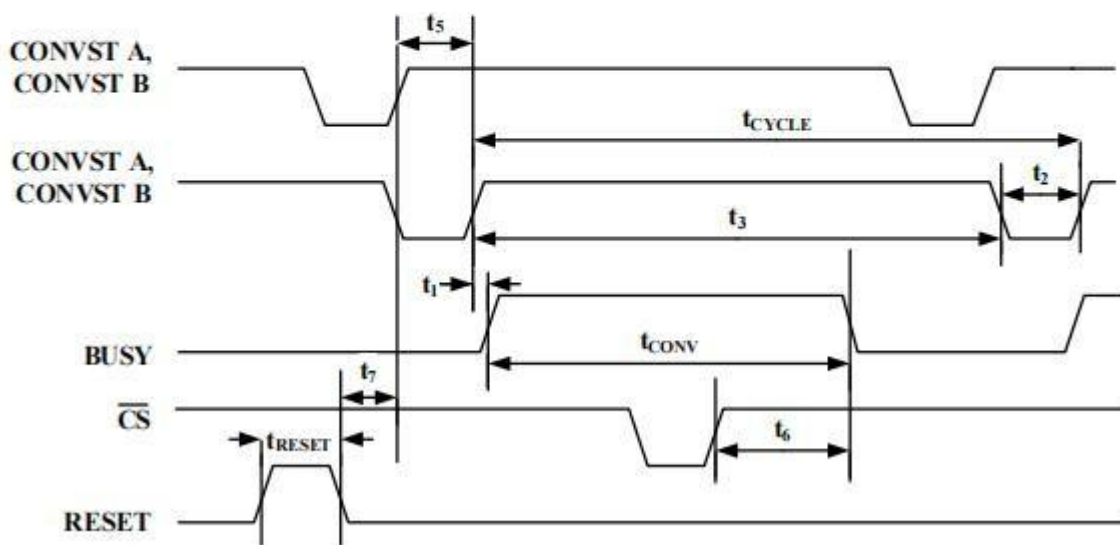 t5
CONVST A,
CONVST B
tCYCLE
CONVST A,
CONVST B
t2
t3
t1
BUSY
tCONV
t7
CS
tRESET
t6
RESET